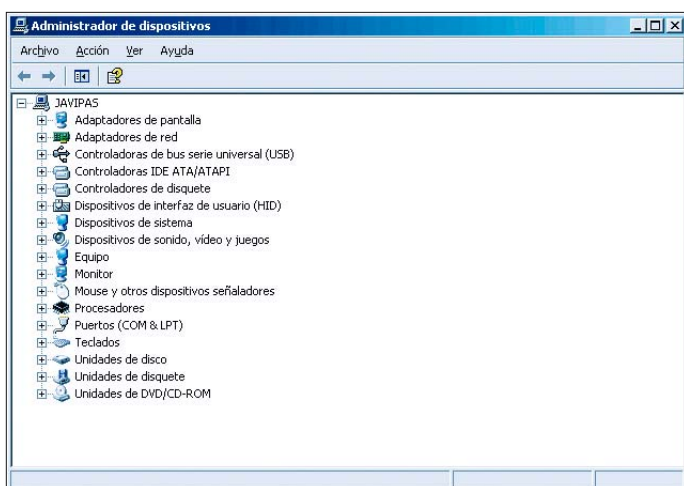 Administrador de dispositivos
Archivo Acción Ver Ayuda
JAVIPAS
Adaptadores de pantalla
Adaptadores de red
Controladoras de bus serie universal (USB)
Controladoras IDE ATA/ATAPI
Controladores de disquete
Dispositivos de interfaz de usuario (HID)
Dispositivos de sistema
Dispositivos de sonido, vídeo y juegos
Equipo
Monitor
Mouse y otros dispositivos señaladores
Procesadores
Puertos (COM & LPT)
Teclados
Unidades de disco
Unidades de disquete
Unidades de DVD/CD-ROM